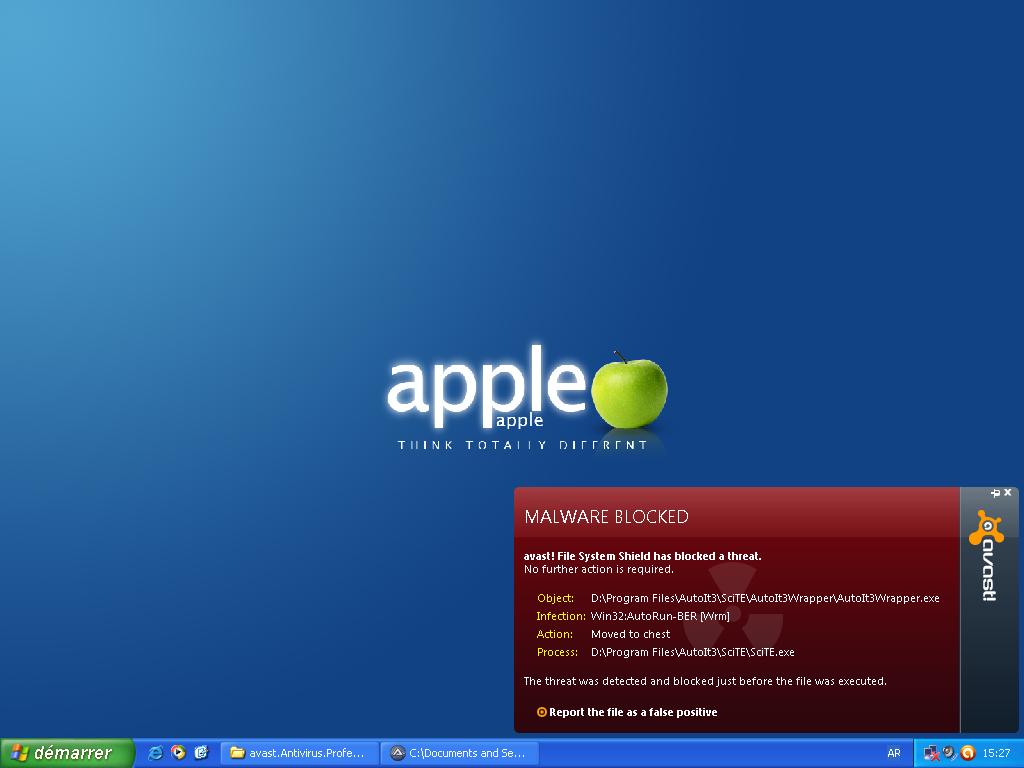 apple
apple
THINK TOTALLY DIFFERENT
MALWARE BLOCKED
avast! File System Shield has blocked a threat.
No further action is required.
Object: D:\Program Files\AutoIt3\SciTE\AutoIt3Wrapper\AutoIt3Wrapper.exe
Infection: Win32:AutoRun-BER [Wrm]
Action: Moved to chest
Process: D:\Program Files\AutoIt3\SciTE\SciTE.exe
The threat was detected and blocked just before the file was executed.
Report the file as a false positive
avast!
démarrer
avast.Antivirus.Profe...
C:\Documents and Se...
AR
15:27